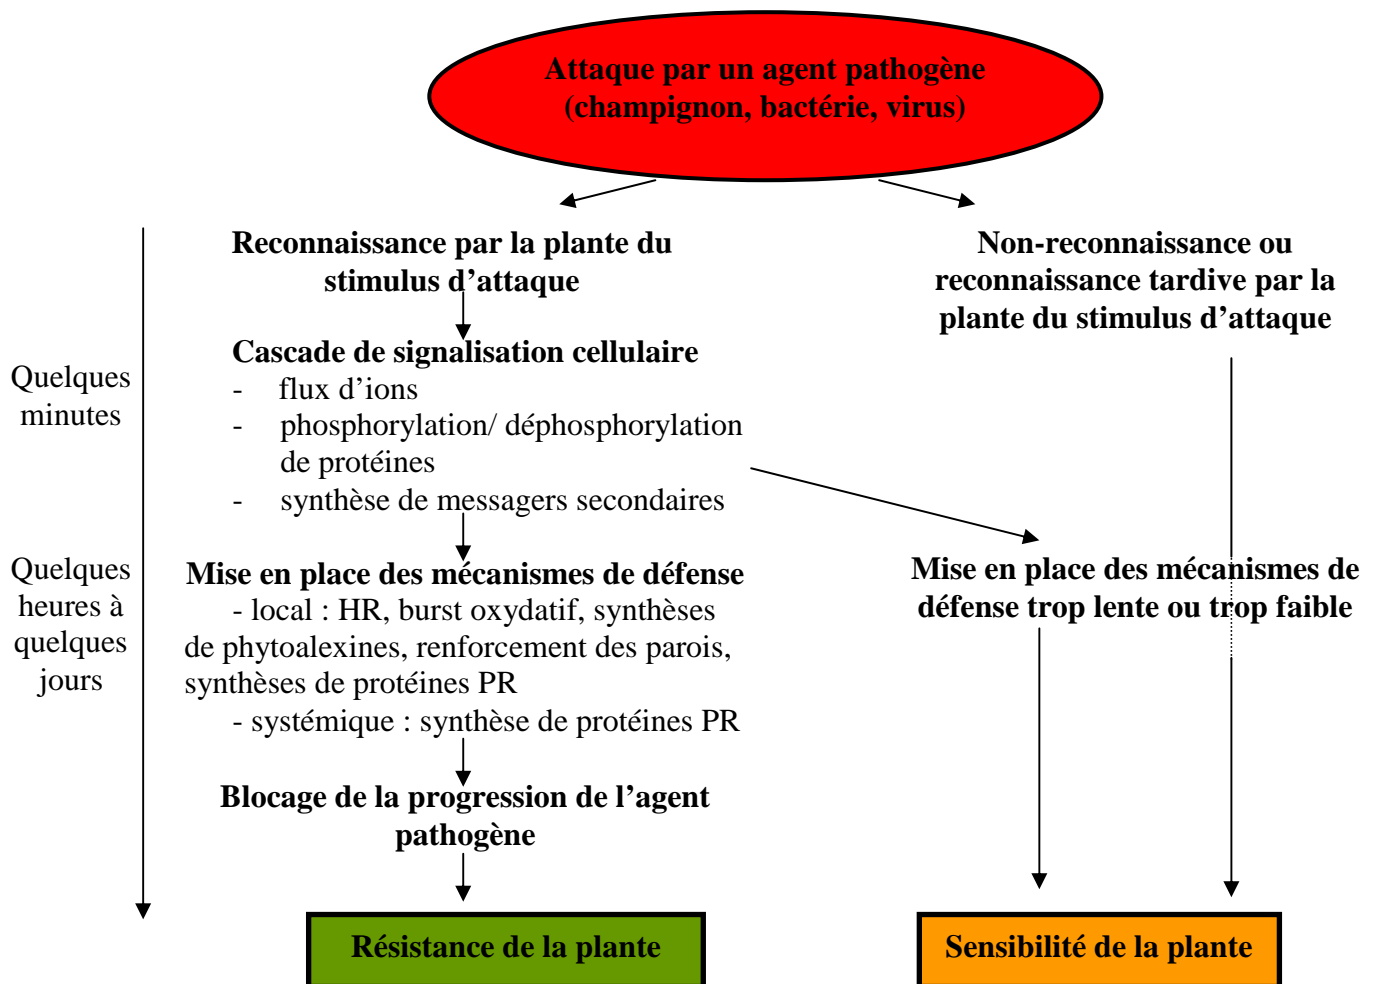 Attaque par un agent pathogène
(champignon, bactérie, virus)
Reconnaissance par la plante du
stimulus d’attaque
Non-reconnaissance ou
reconnaissance tardive par la
plante du stimulus d’attaque
Quelques
minutes
Cascade de signalisation cellulaire
- flux d’ions
- phosphorylation/ déphosphorylation
de protéines
- synthèse de messagers secondaires
Quelques
heures à
quelques
jours
Mise en place des mécanismes de défense
- local : HR, burst oxydatif, synthèses
de phytoalexines, renforcement des parois,
synthèses de protéines PR
- systémique : synthèse de protéines PR
Mise en place des mécanismes de
défense trop lente ou trop faible
Blocage de la progression de l’agent
pathogène
Résistance de la plante
Sensibilité de la plante